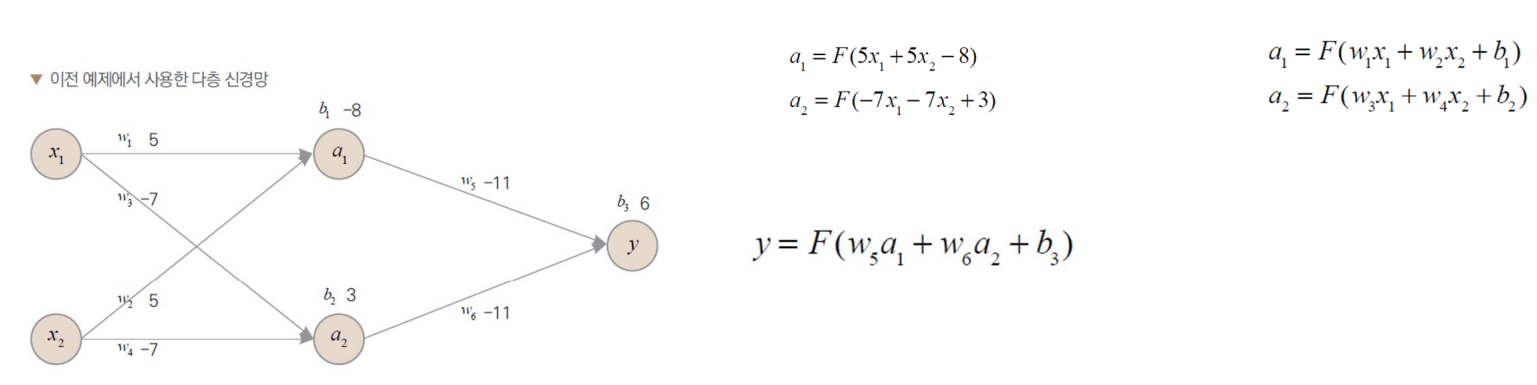 ▼ 이전 예제에서 사용한 다층 신경망
b₁ -8
x₁
w₁ 5
a₁
w₃ -7
w₅ -11
b₃ 6
y
w₂ 5
b₂ 3
w₆ -11
x₂
w₄ -7
a₂
a₁ = F(5x₁ + 5x₂ - 8)
a₂ = F(-7x₁ - 7x₂ + 3)
y = F(w₅a₁ + w₆a₂ + b₃)
a₁ = F(w₁x₁ + w₂x₂ + b₁)
a₂ = F(w₃x₁ + w₄x₂ + b₂)